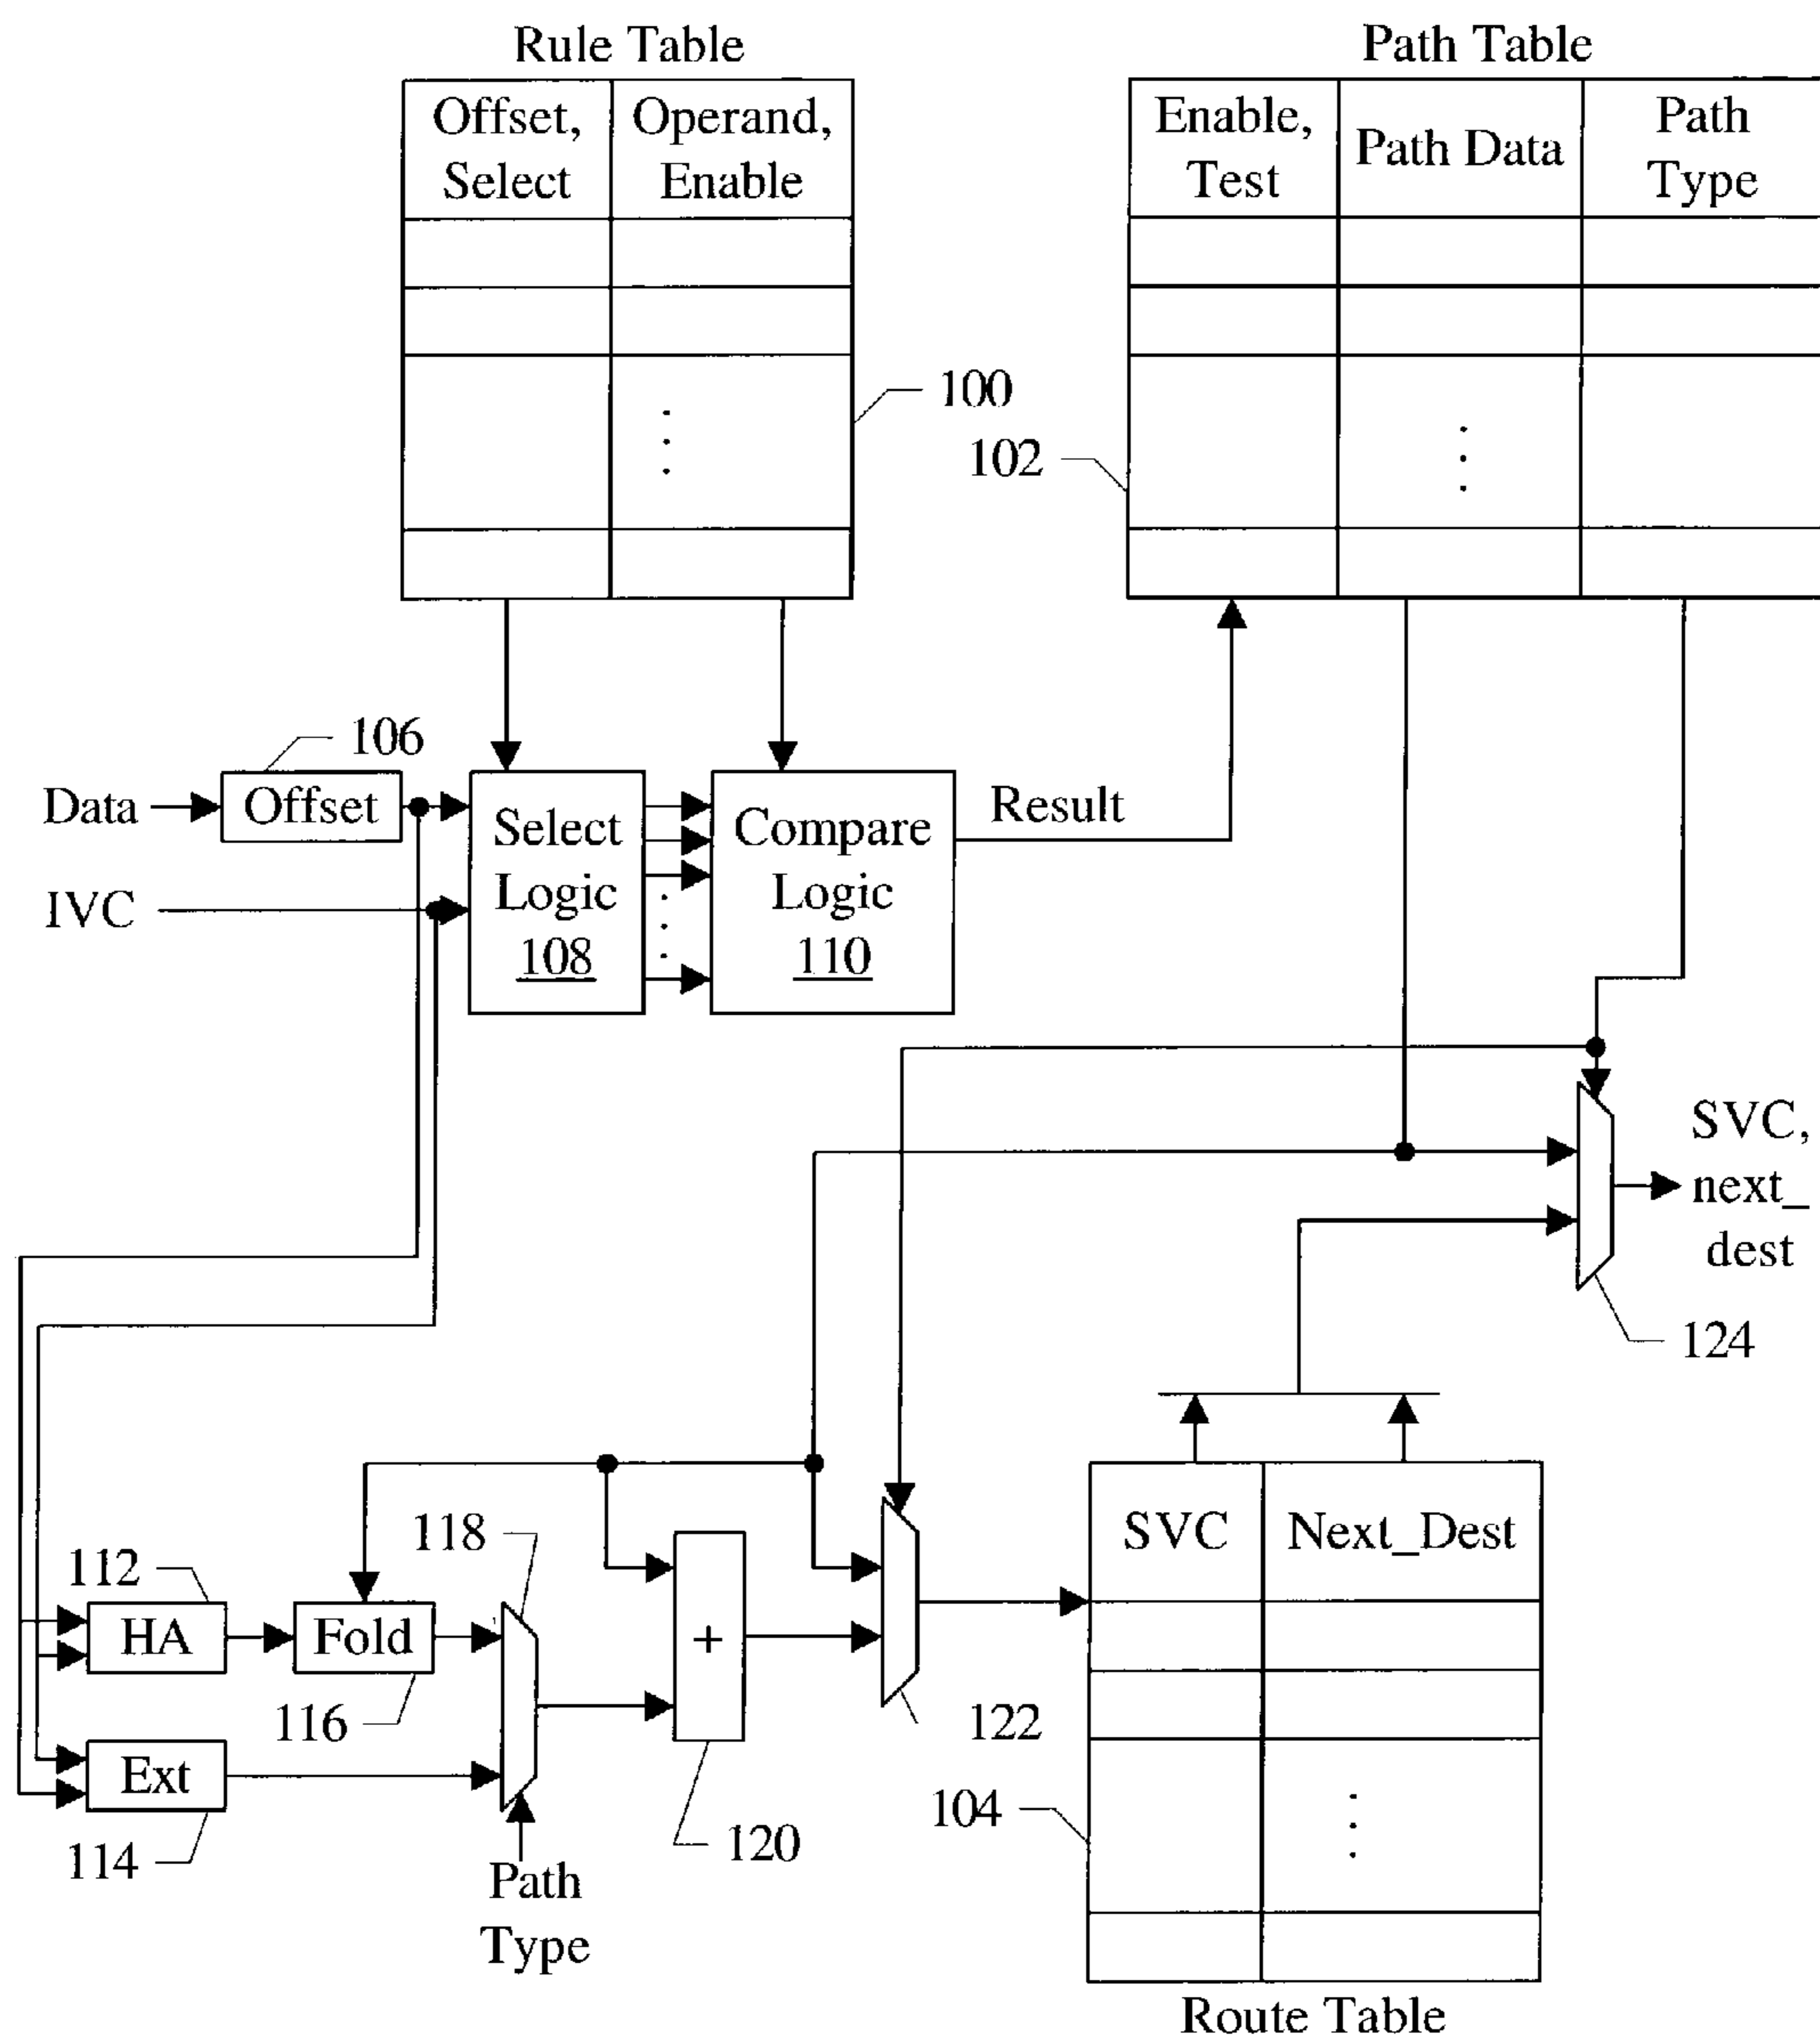 Rule Table
Path Table
Offset,
Select
Operand,
Enable
Enable,
Test
Path Data
Path
Type
100
102
106
Data
Offset
IVC
Select
Logic
108
Compare
Logic
110
Result
SVC,
next_
dest
124
118
112
HA
Fold
+
116
122
Ext
114
120
Path
Type
104
SVC
Next_Dest
Route Table